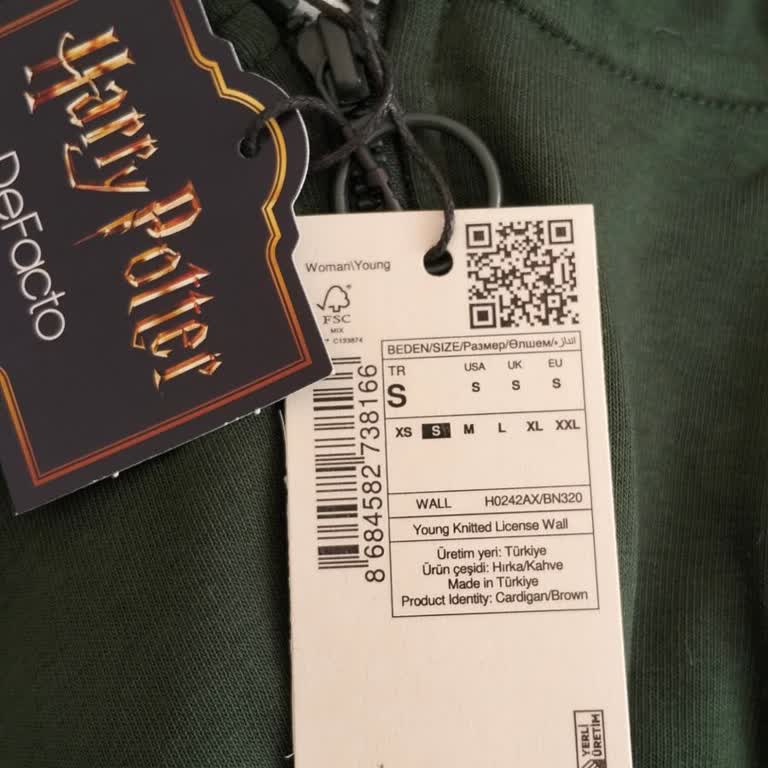 Harry Potter
DeFacto
Woman\Young
FSC
MIX
C133874
BEDEN/SIZE/Размер/Өлшем/اندازه
TR USA UK EU
S S S S
XS S M L XL XXL
8 684582 738166
WALL H0242AX/BN320
Young Knitted License Wall
Üretim yeri: Türkiye
Ürün çeşidi: Hırka/Kahve
Made in Türkiye
Product Identity: Cardigan/Brown
YERLİ
ÜRETİM